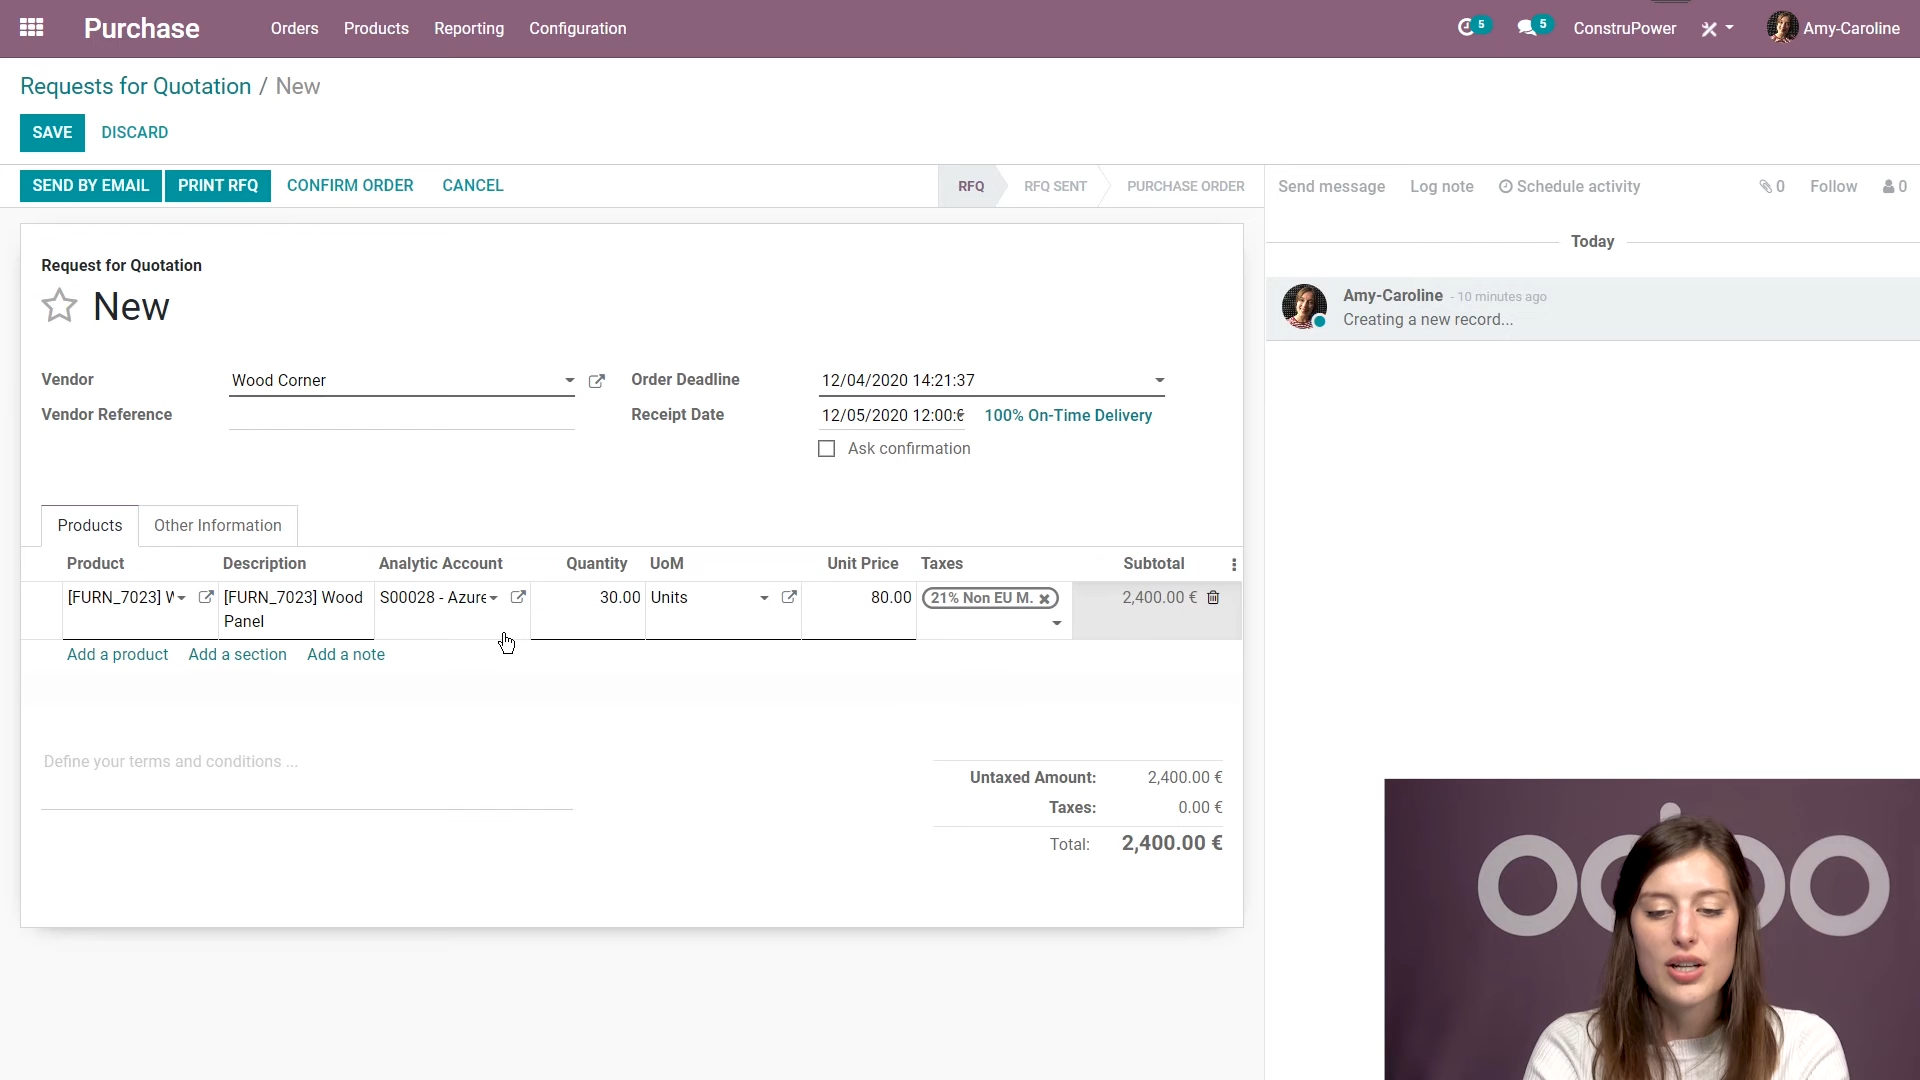 Purchase Orders Products Reporting Configuration 5 5 ConstruPower Amy-Caroline
Requests for Quotation / New
SAVE DISCARD
SEND BY EMAIL PRINT RFQ CONFIRM ORDER CANCEL RFQ RFQ SENT PURCHASE ORDER Send message Log note Schedule activity 0 Follow 0
Today
Request for Quotation
New
Amy-Caroline - 10 minutes ago
Creating a new record...
Vendor Wood Corner Order Deadline 12/04/2020 14:21:37
Vendor Reference Receipt Date 12/05/2020 12:00: 100% On-Time Delivery
Ask confirmation
Products Other Information
Product Description Analytic Account Quantity UoM Unit Price Taxes Subtotal
[FURN_7023] W [FURN_7023] Wood S00028 - Azure 30.00 Units 80.00 21% Non EU M. 2,400.00 €
Panel
Add a product Add a section Add a note
Define your terms and conditions ...
Untaxed Amount: 2,400.00 €
Taxes: 0.00 €
Total: 2,400.00 €
odoo